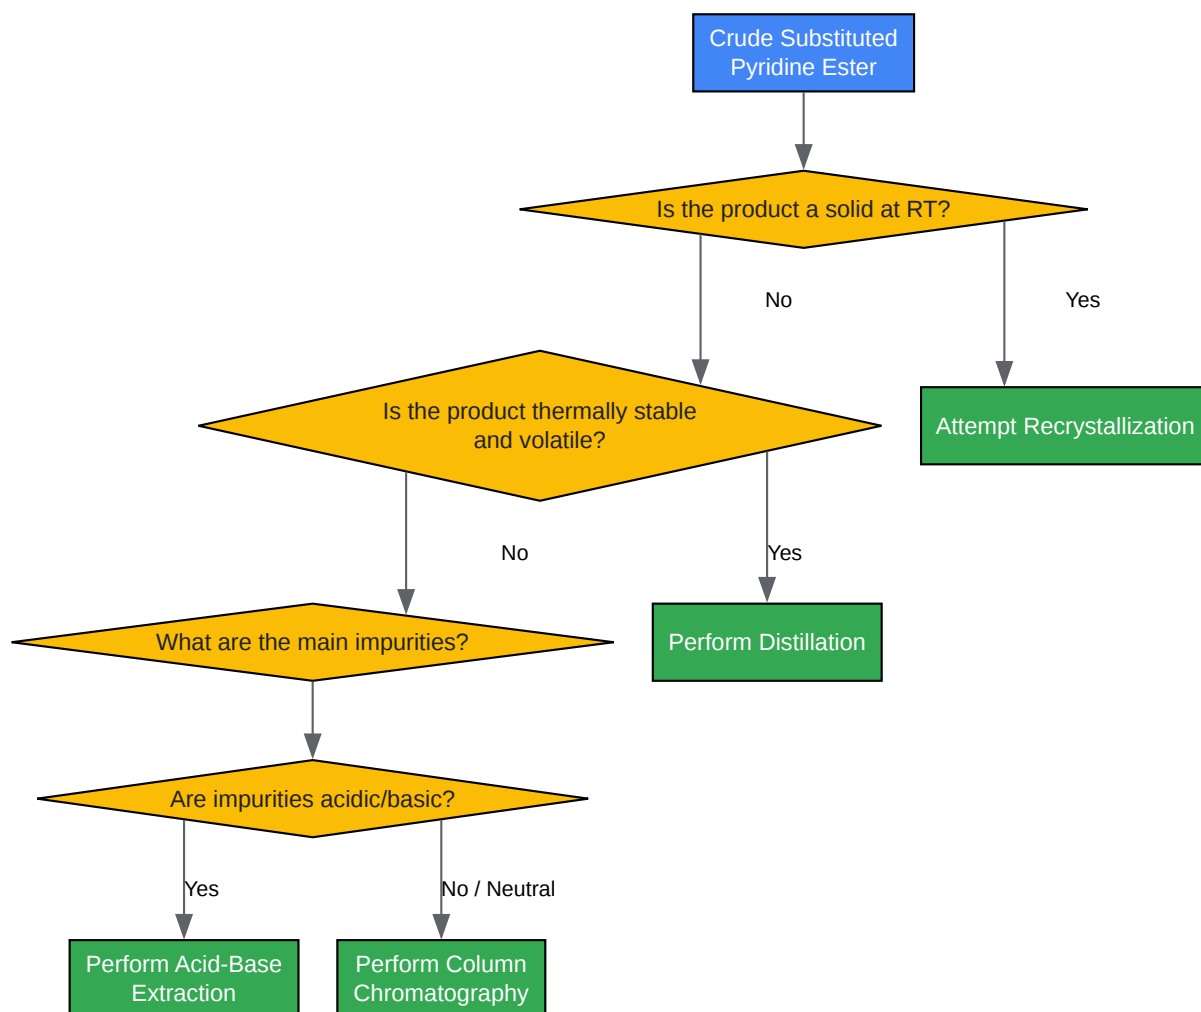 Crude Substituted
Pyridine Ester
Is the product a solid at RT?
No
Yes
Is the product thermally stable
and volatile?
Attempt Recrystallization
No
Yes
What are the main impurities?
Perform Distillation
Are impurities acidic/basic?
Yes
No / Neutral
Perform Acid-Base
Extraction
Perform Column
Chromatography